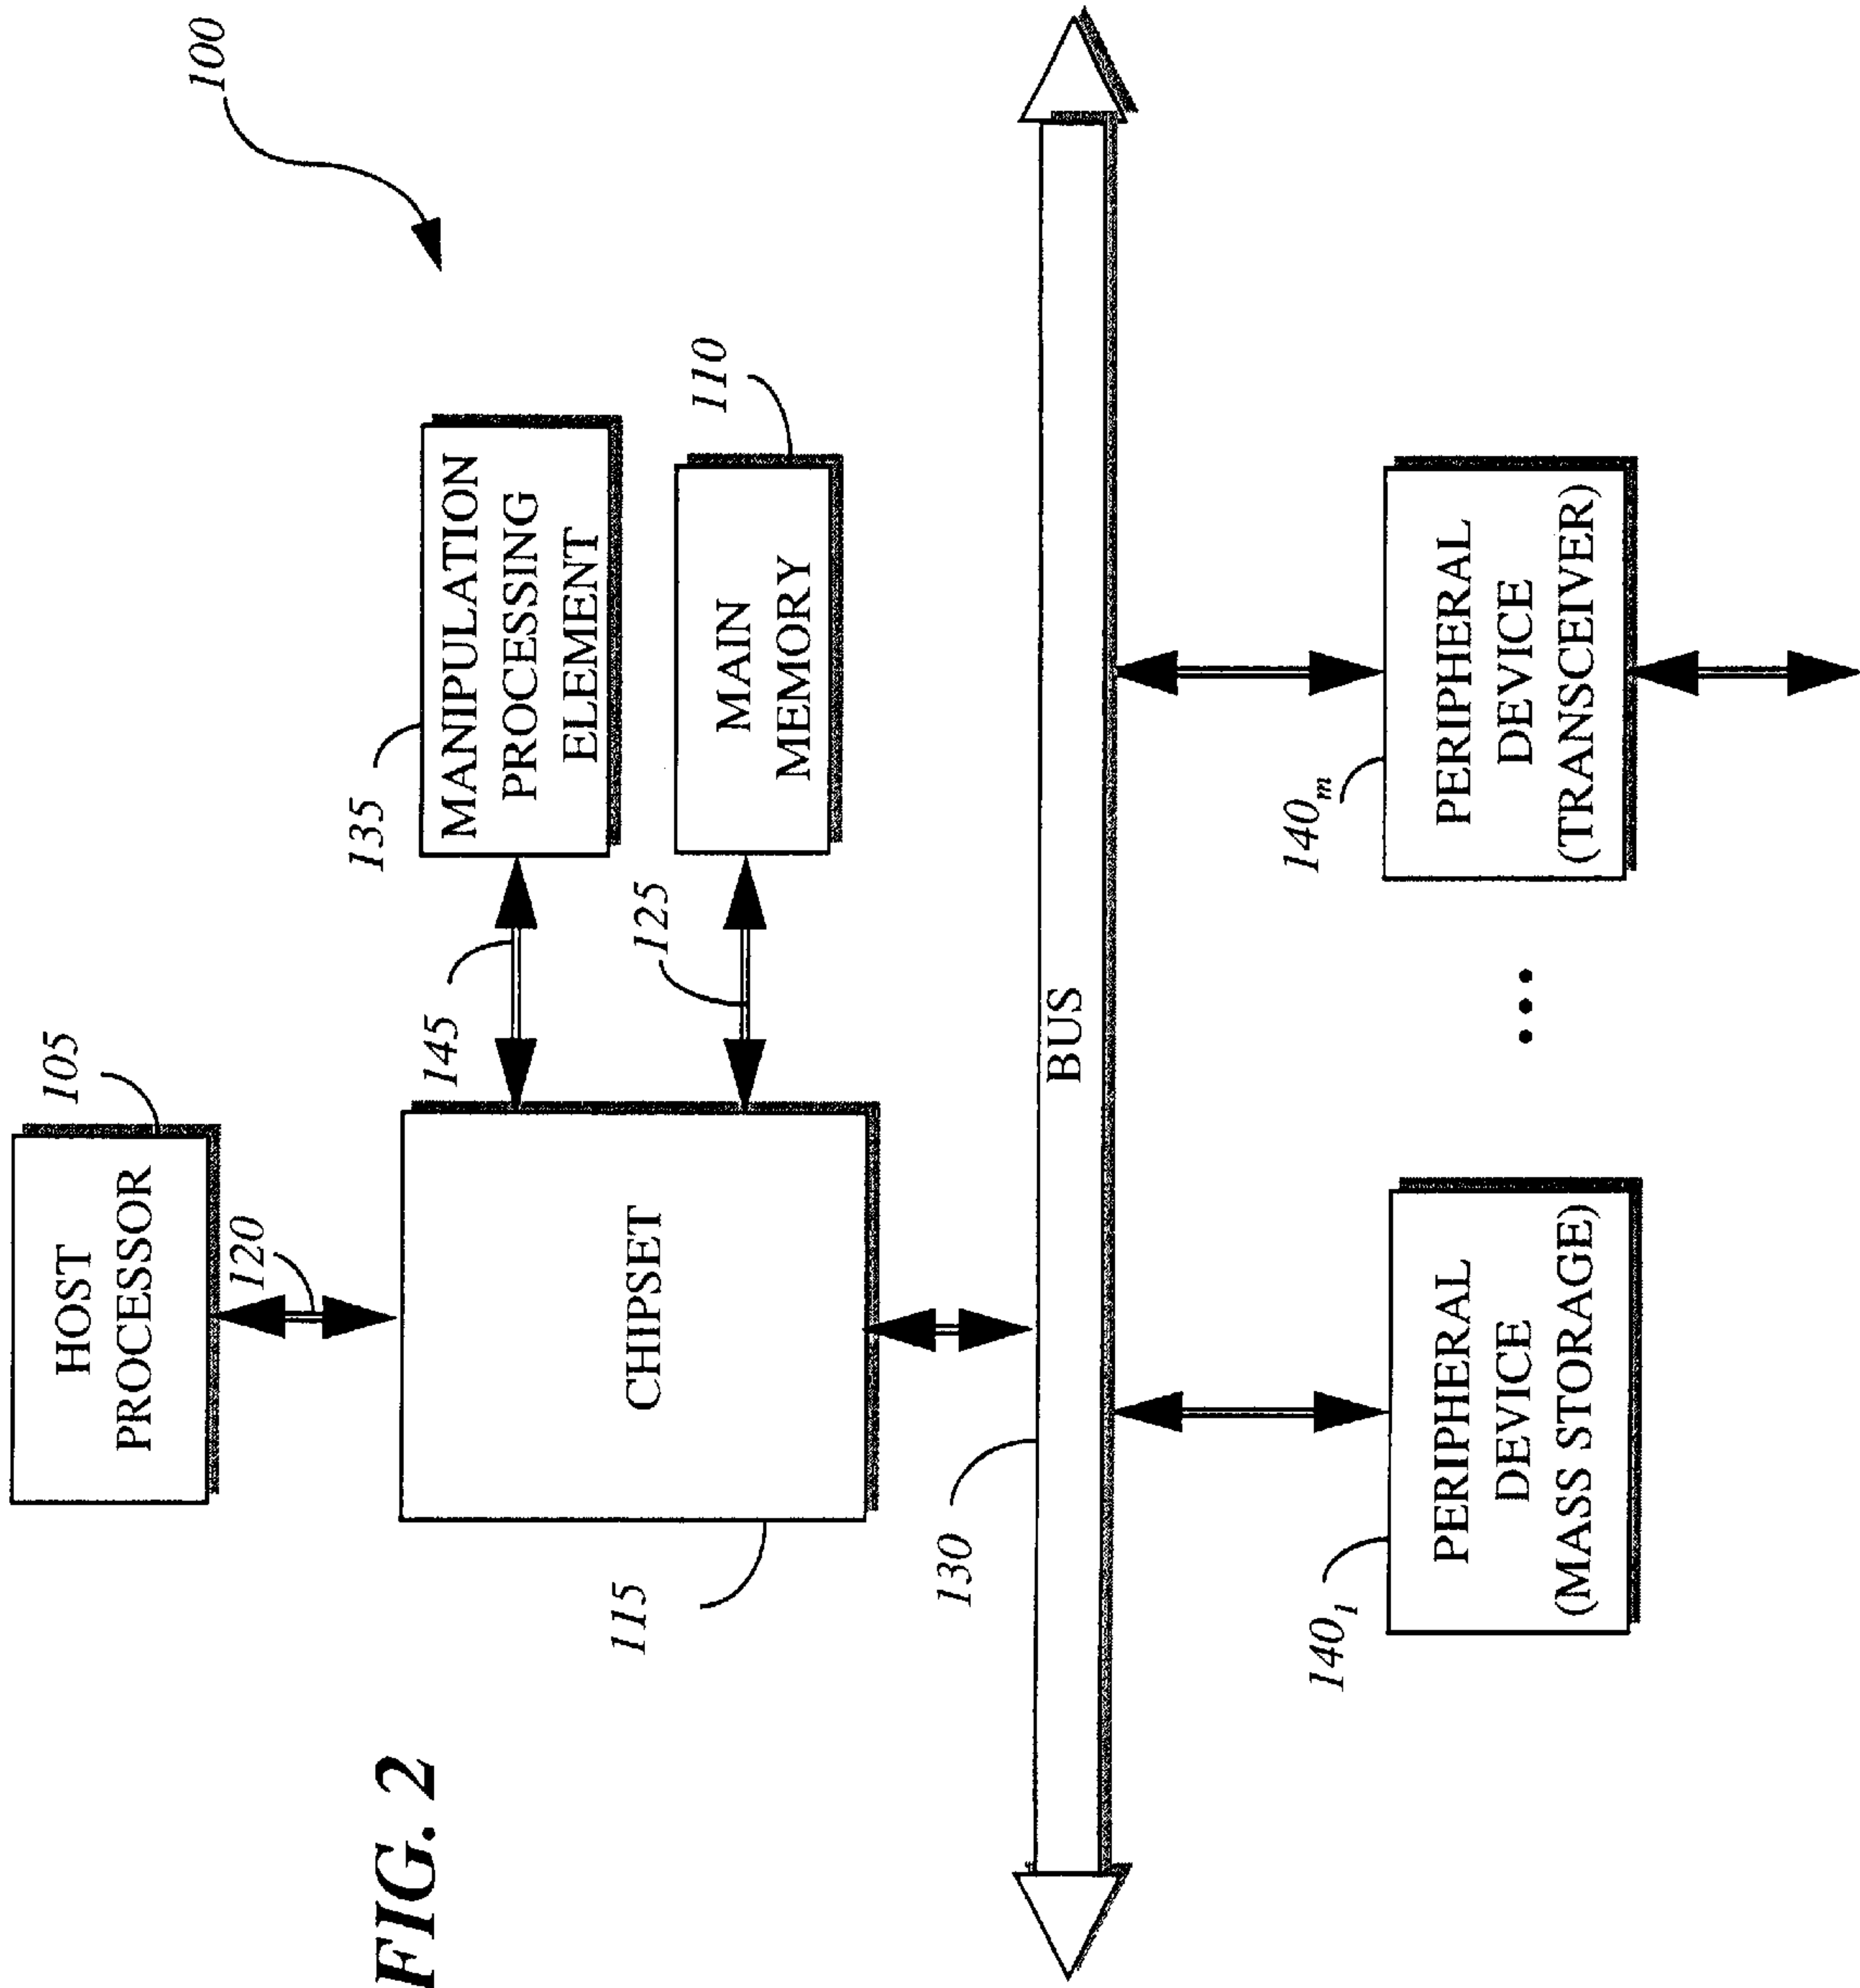 FIG. 2
100
HOST
PROCESSOR
105
120
CHIPSET
115
145
135
MANIPULATION
PROCESSING
ELEMENT
125
MAIN
MEMORY
110
130
BUS
140₁
PERIPHERAL
DEVICE
(MASS STORAGE)
...
140ₘ
PERIPHERAL
DEVICE
(TRANSCEIVER)